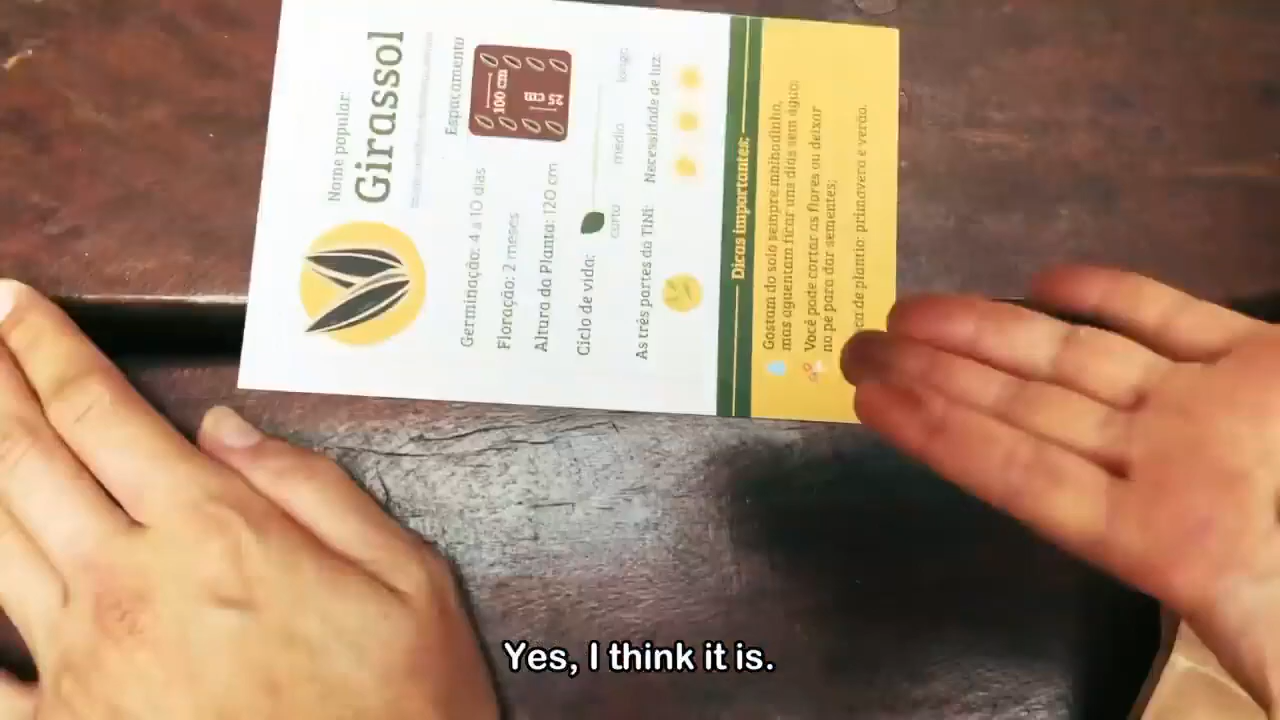 Nome popular:
Girassol
Espaçamento
100 cm
Germinação: 4 a 10 dias
Floração: 2 meses
Altura da Planta: 120 cm
Ciclo de vida:
curto médio longo
As três partes da TiNi:
Necessidade de luz:
Dicas importantes:
Gostam do solo sempre molhadinho,
mas aguentam ficar uns dias sem água;
Você pode cortar as flores ou deixar
no pé para dar sementes;
de plantio: primavera e verão.
Yes, I think it is.